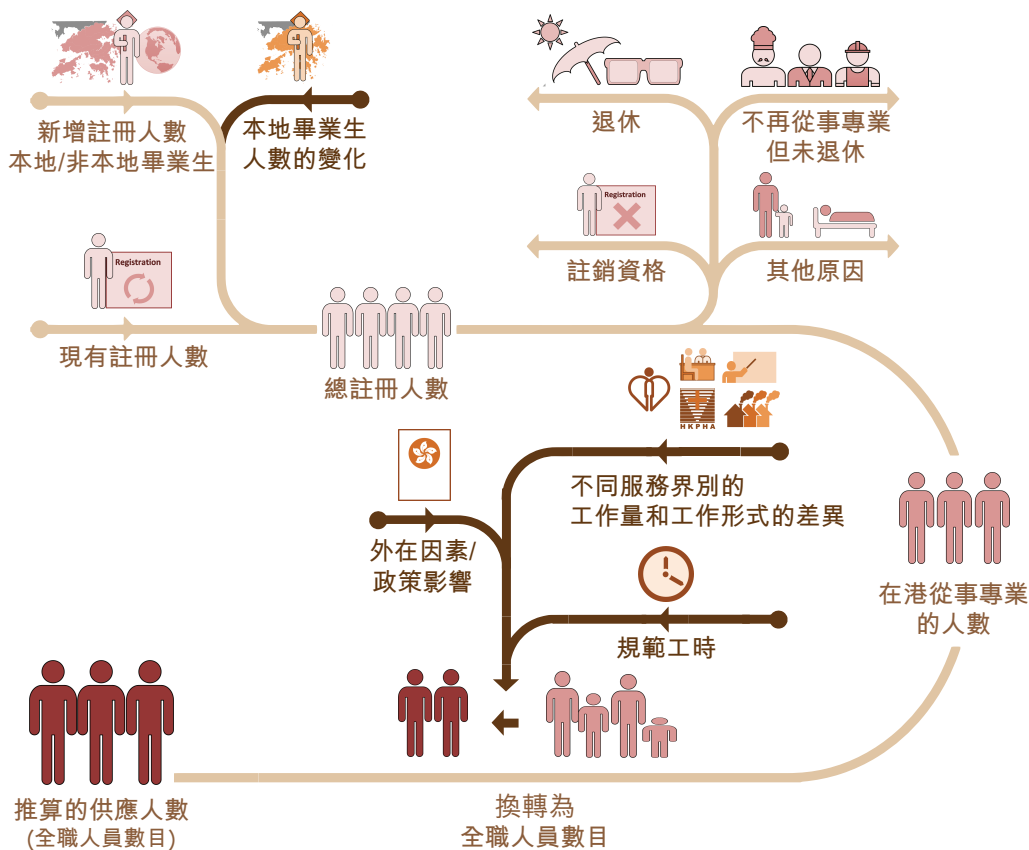 新增註冊人數
本地/非本地畢業生
本地畢業生
人數的變化
退休
不再從事專業
但未退休
Registration
註銷資格
其他原因
Registration
現有註冊人數
總註冊人數
HKPHA
不同服務界別的
工作量和工作形式的差異
外在因素/
政策影響
規範工時
在港從事專業
的人數
推算的供應人數
(全職人員數目)
換轉為
全職人員數目